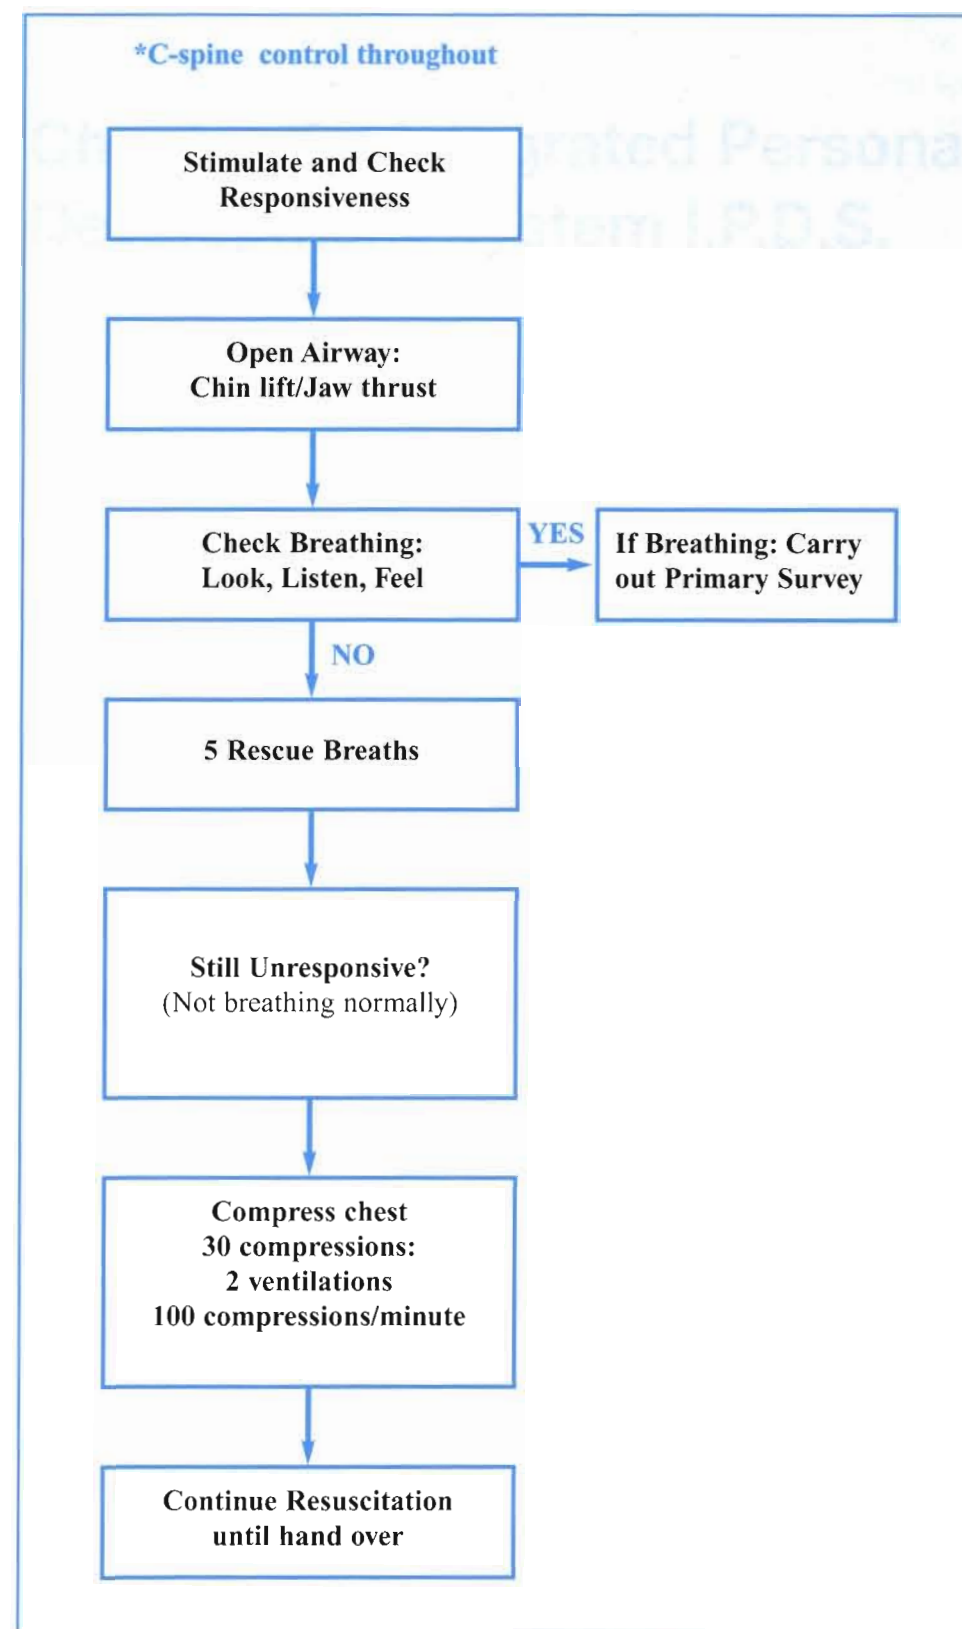 *C-spine control throughout
Stimulate and Check
Responsiveness
Open Airway:
Chin lift/Jaw thrust
Check Breathing:
Look, Listen, Feel
YES
If Breathing: Carry
out Primary Survey
NO
5 Rescue Breaths
Still Unresponsive?
(Not breathing normally)
Compress chest
30 compressions:
2 ventilations
100 compressions/minute
Continue Resuscitation
until hand over